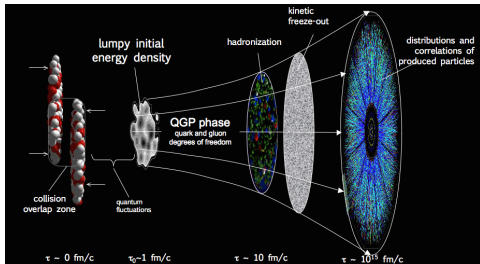 kinetic
freeze-out
lumpy initial
energy density
hadronization
distributions and
correlations of
produced particles
QGP phase
quark and gluon
degrees of freedom
collision
overlap zone
quantum
fluctuations
τ ~ 0 fm/c
τ₀~1 fm/c
τ ~ 10 fm/c
τ ~ 10¹⁵ fm/c